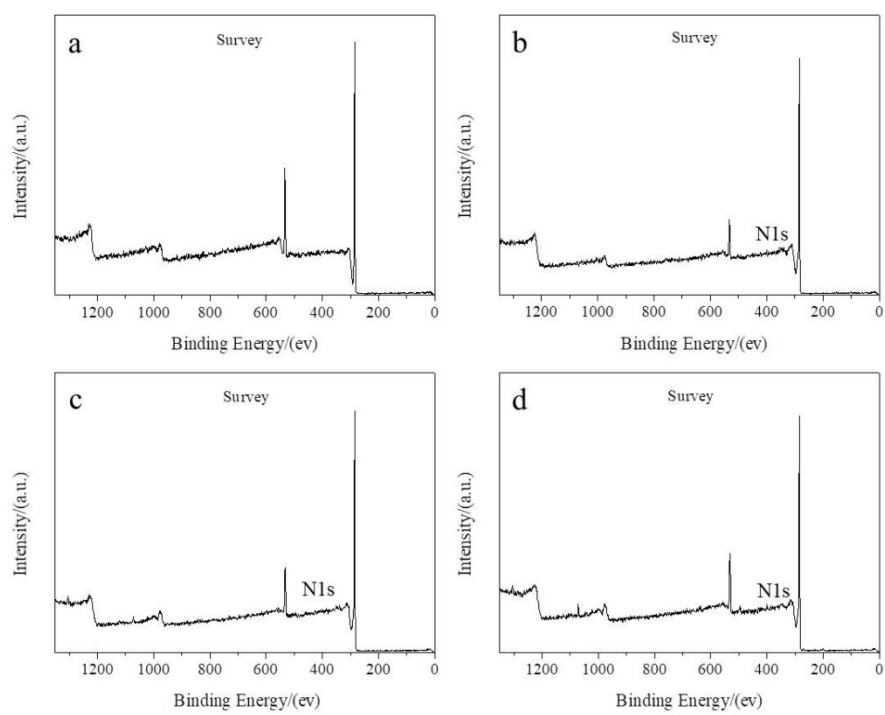 a
Survey
Intensity/(a.u.)
1200 1000 800 600 400 200 0
Binding Energy/(ev)
b
Survey
N1s
Intensity/(a.u.)
1200 1000 800 600 400 200 0
Binding Energy/(ev)
c
Survey
N1s
Intensity/(a.u.)
1200 1000 800 600 400 200 0
Binding Energy/(ev)
d
Survey
N1s
Intensity/(a.u.)
1200 1000 800 600 400 200 0
Binding Energy/(ev)